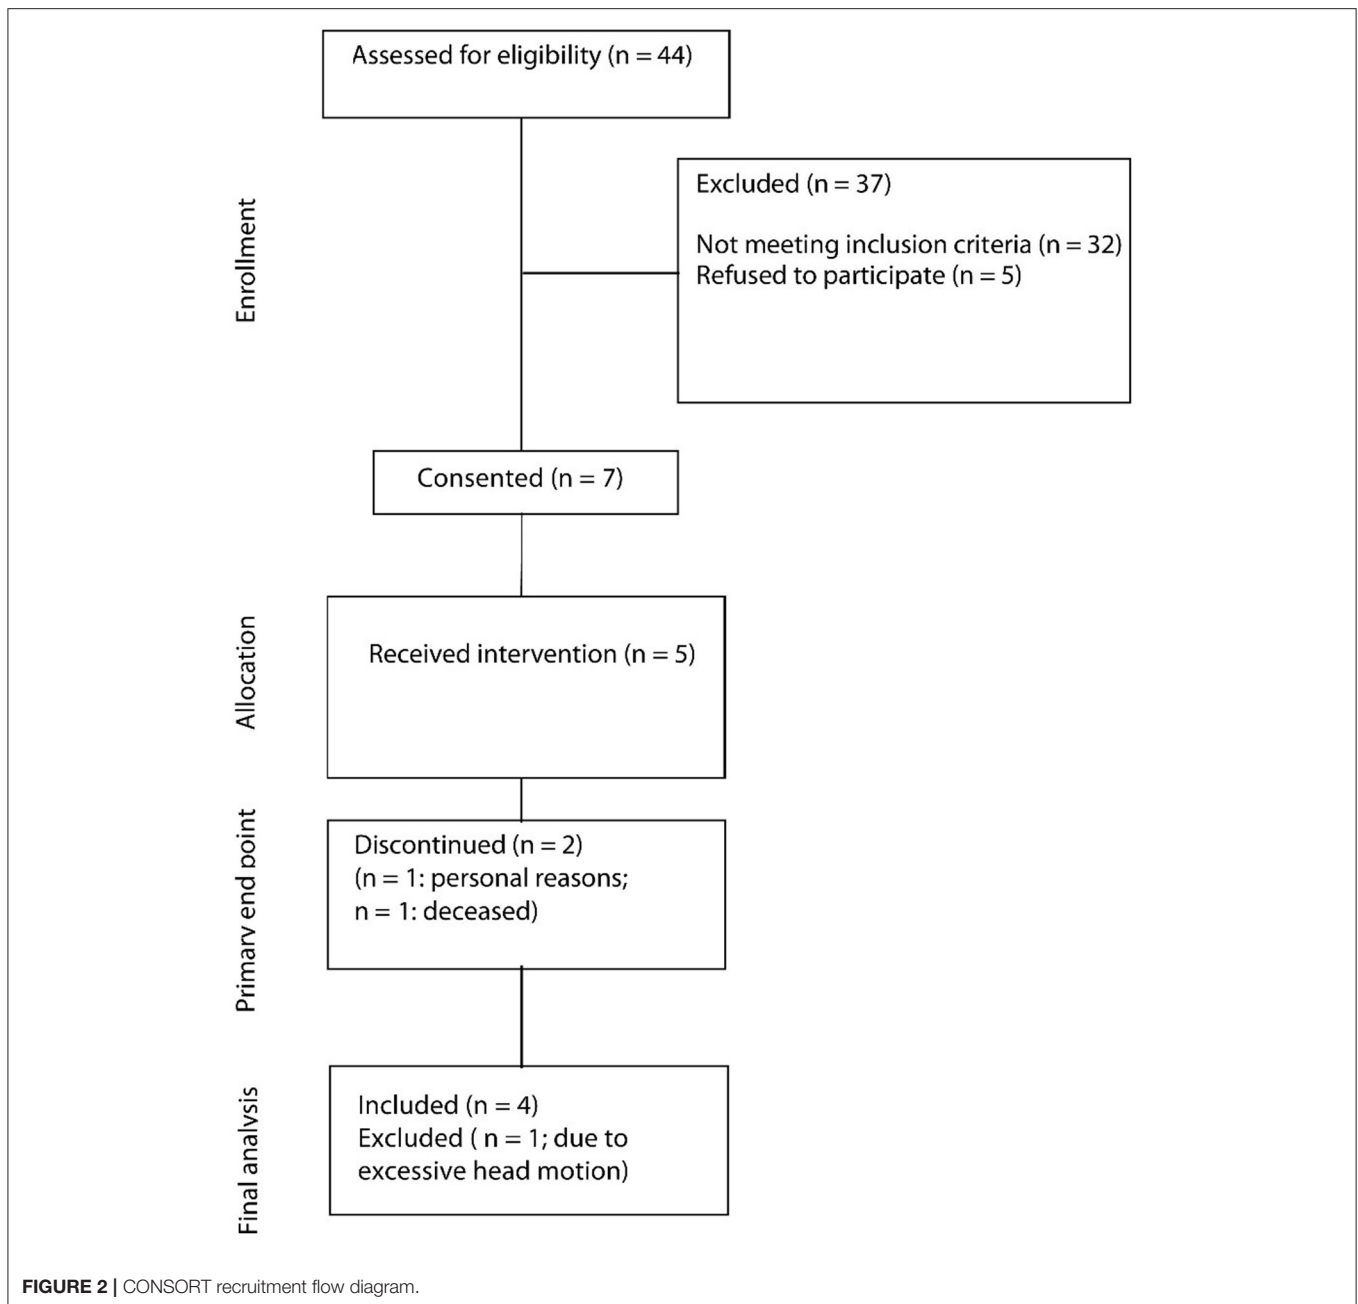 Assessed for eligibility (n = 44)
Enrollment
Excluded (n = 37)
Not meeting inclusion criteria (n = 32)
Refused to participate (n = 5)
Consented (n = 7)
Allocation
Received intervention (n = 5)
Primary end point
Discontinued (n = 2)
(n = 1: personal reasons;
n = 1: deceased)
Final analysis
Included (n = 4)
Excluded ( n = 1; due to
excessive head motion)
FIGURE 2 | CONSORT recruitment flow diagram.